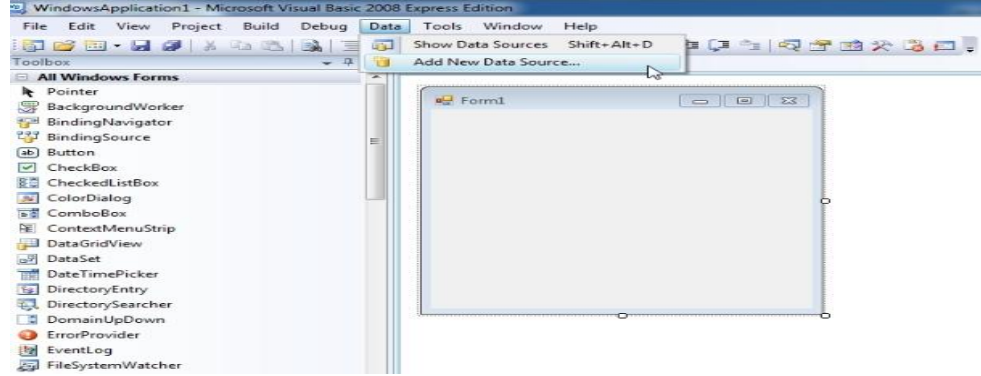 WindowsApplication1 - Microsoft Visual Basic 2008 Express Edition
File Edit View Project Build Debug Data Tools Window Help
Show Data Sources Shift+Alt+D
Add New Data Source...
Toolbox
All Windows Forms
Pointer
BackgroundWorker
BindingNavigator
BindingSource
ab Button
CheckBox
CheckedListBox
ColorDialog
ComboBox
ContextMenuStrip
DataGridView
DataSet
DateTimePicker
DirectoryEntry
DirectorySearcher
DomainUpDown
ErrorProvider
EventLog
FileSystemWatcher
Form1